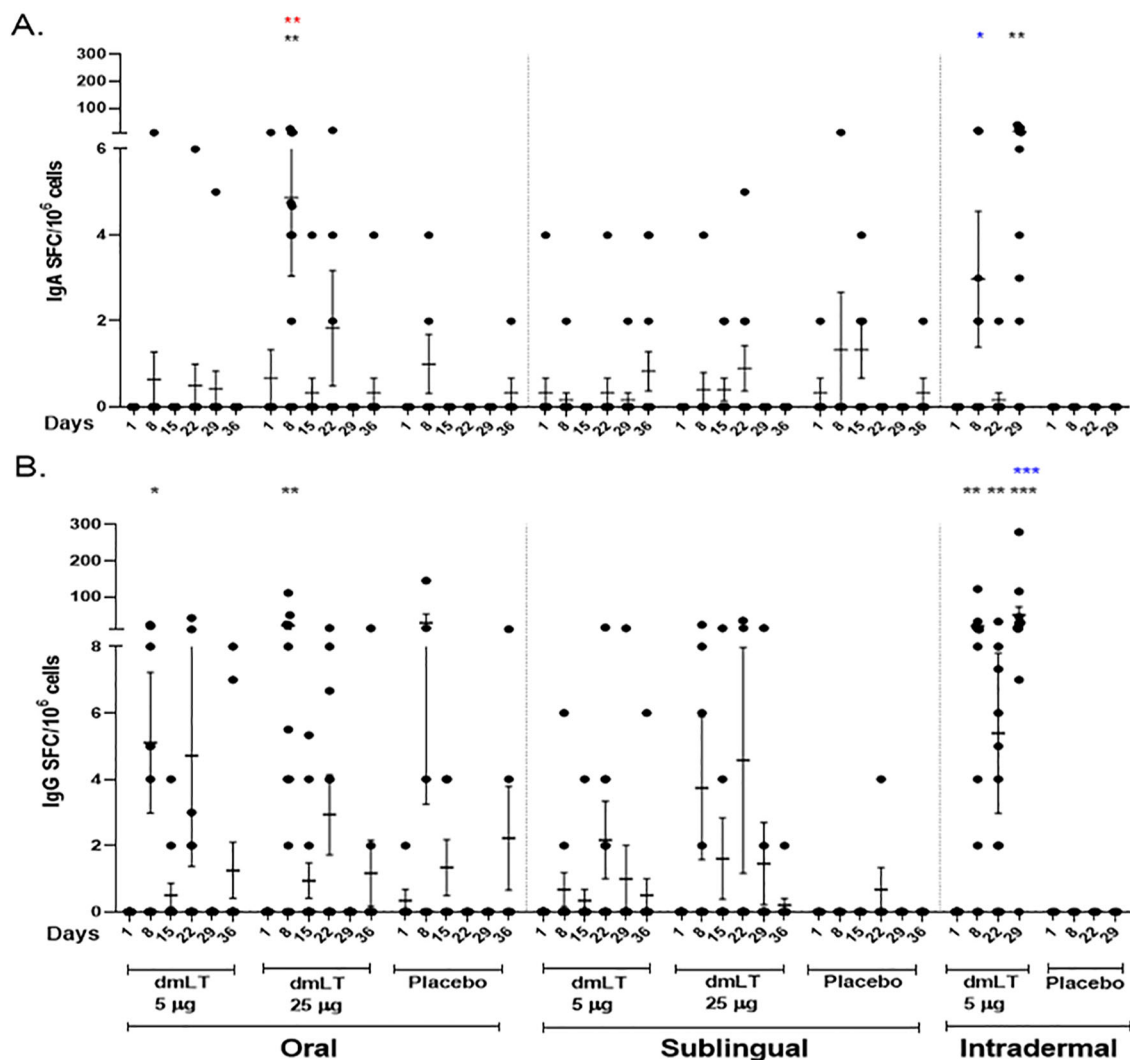 A.
** 
**
* **
300
200
100
6
4
2
0
IgA SFC/10⁶ cells
Days 1 8 15 22 29 36 1 8 15 22 29 36 1 8 15 22 29 36 1 8 15 22 29 36 1 8 15 22 29 36 1 8 15 22 29 36 1 8 22 29 1 8 22 29
B.
***
* ** ** ** ***
300
200
100
8
6
4
2
0
IgG SFC/10⁶ cells
Days 1 8 15 22 29 36 1 8 15 22 29 36 1 8 15 22 29 36 1 8 15 22 29 36 1 8 15 22 29 36 1 8 15 22 29 36 1 8 22 29 1 8 22 29
dmLT dmLT Placebo dmLT dmLT Placebo dmLT Placebo
5 µg 25 µg 5 µg 25 µg 5 µg
Oral Sublingual Intradermal